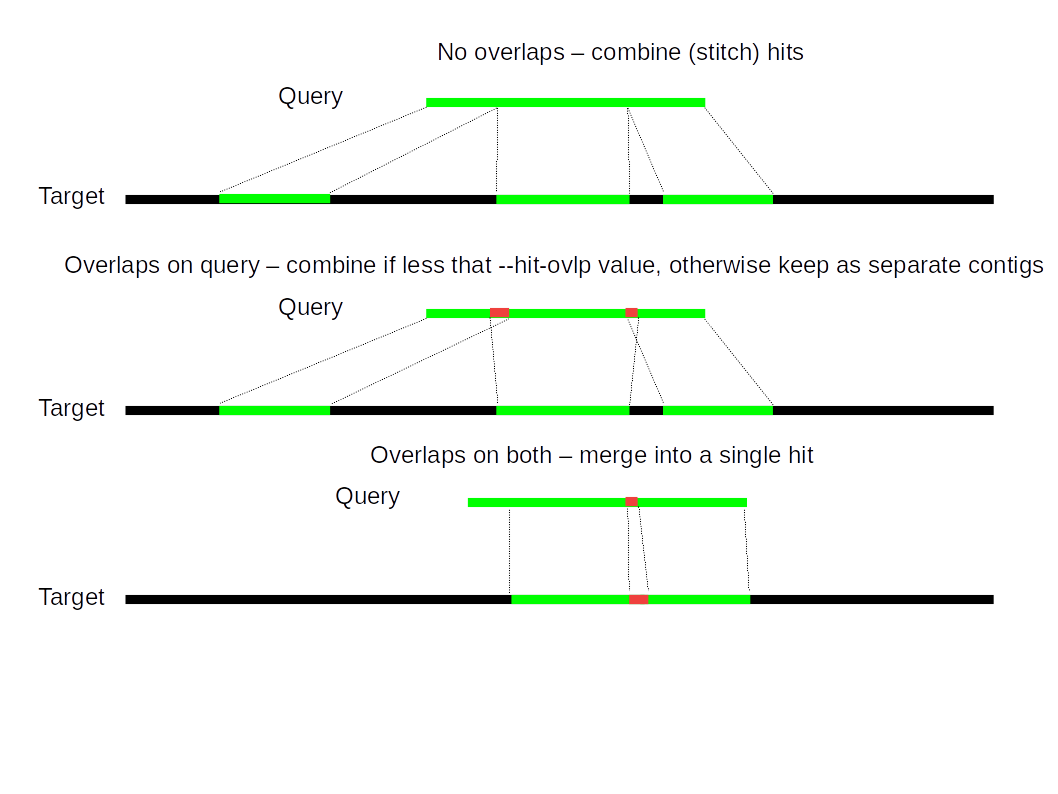 No overlaps – combine (stitch) hits
Query
Target
Overlaps on query – combine if less that --hit-ovlp value, otherwise keep as separate contigs
Query
Target
Overlaps on both – merge into a single hit
Query
Target